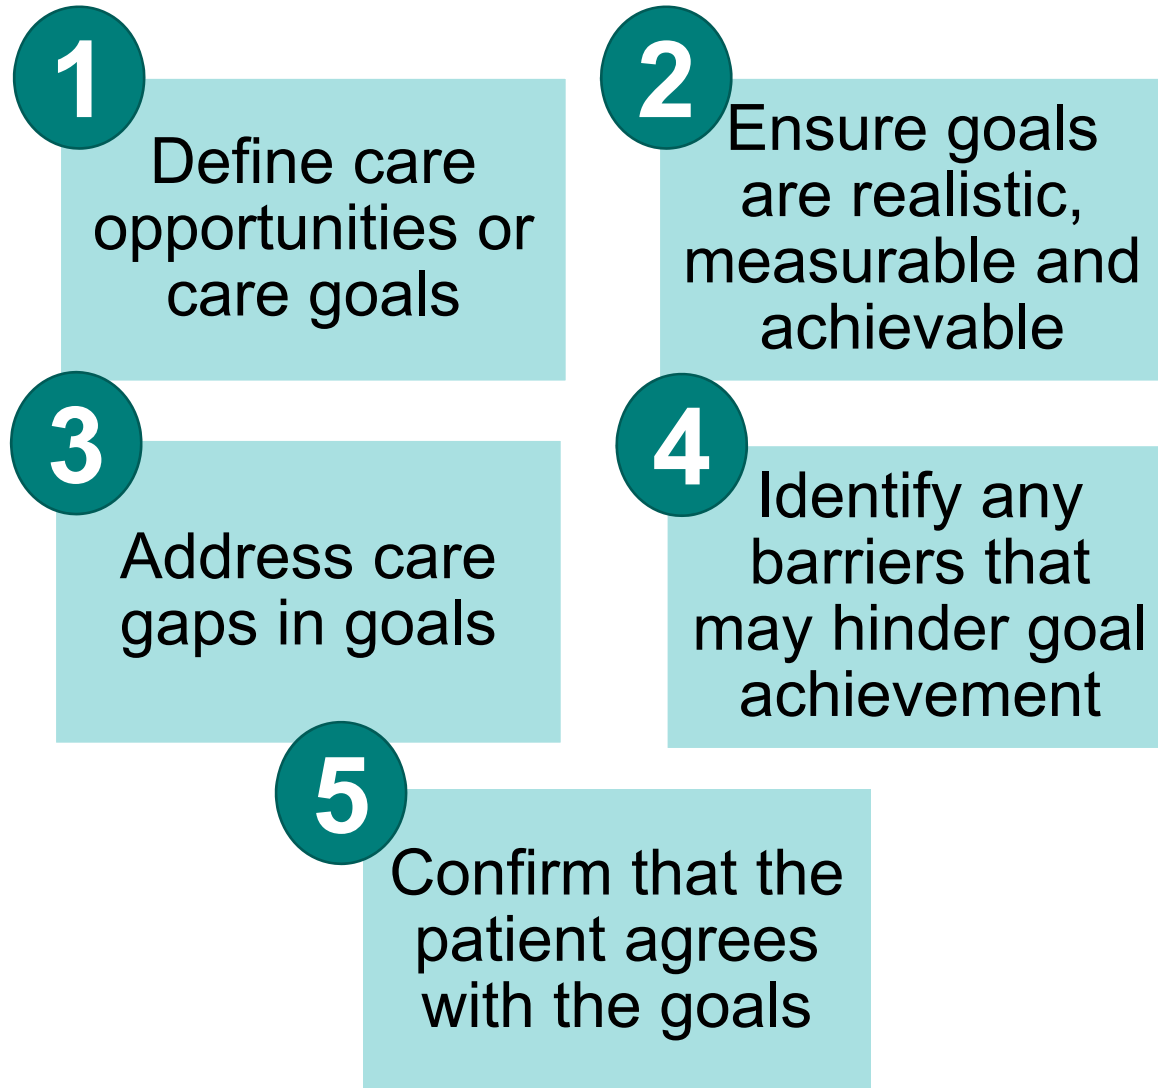 1
Define care
opportunities or
care goals
2
Ensure goals
are realistic,
measurable and
achievable
3
Address care
gaps in goals
4
Identify any
barriers that
may hinder goal
achievement
5
Confirm that the
patient agrees
with the goals